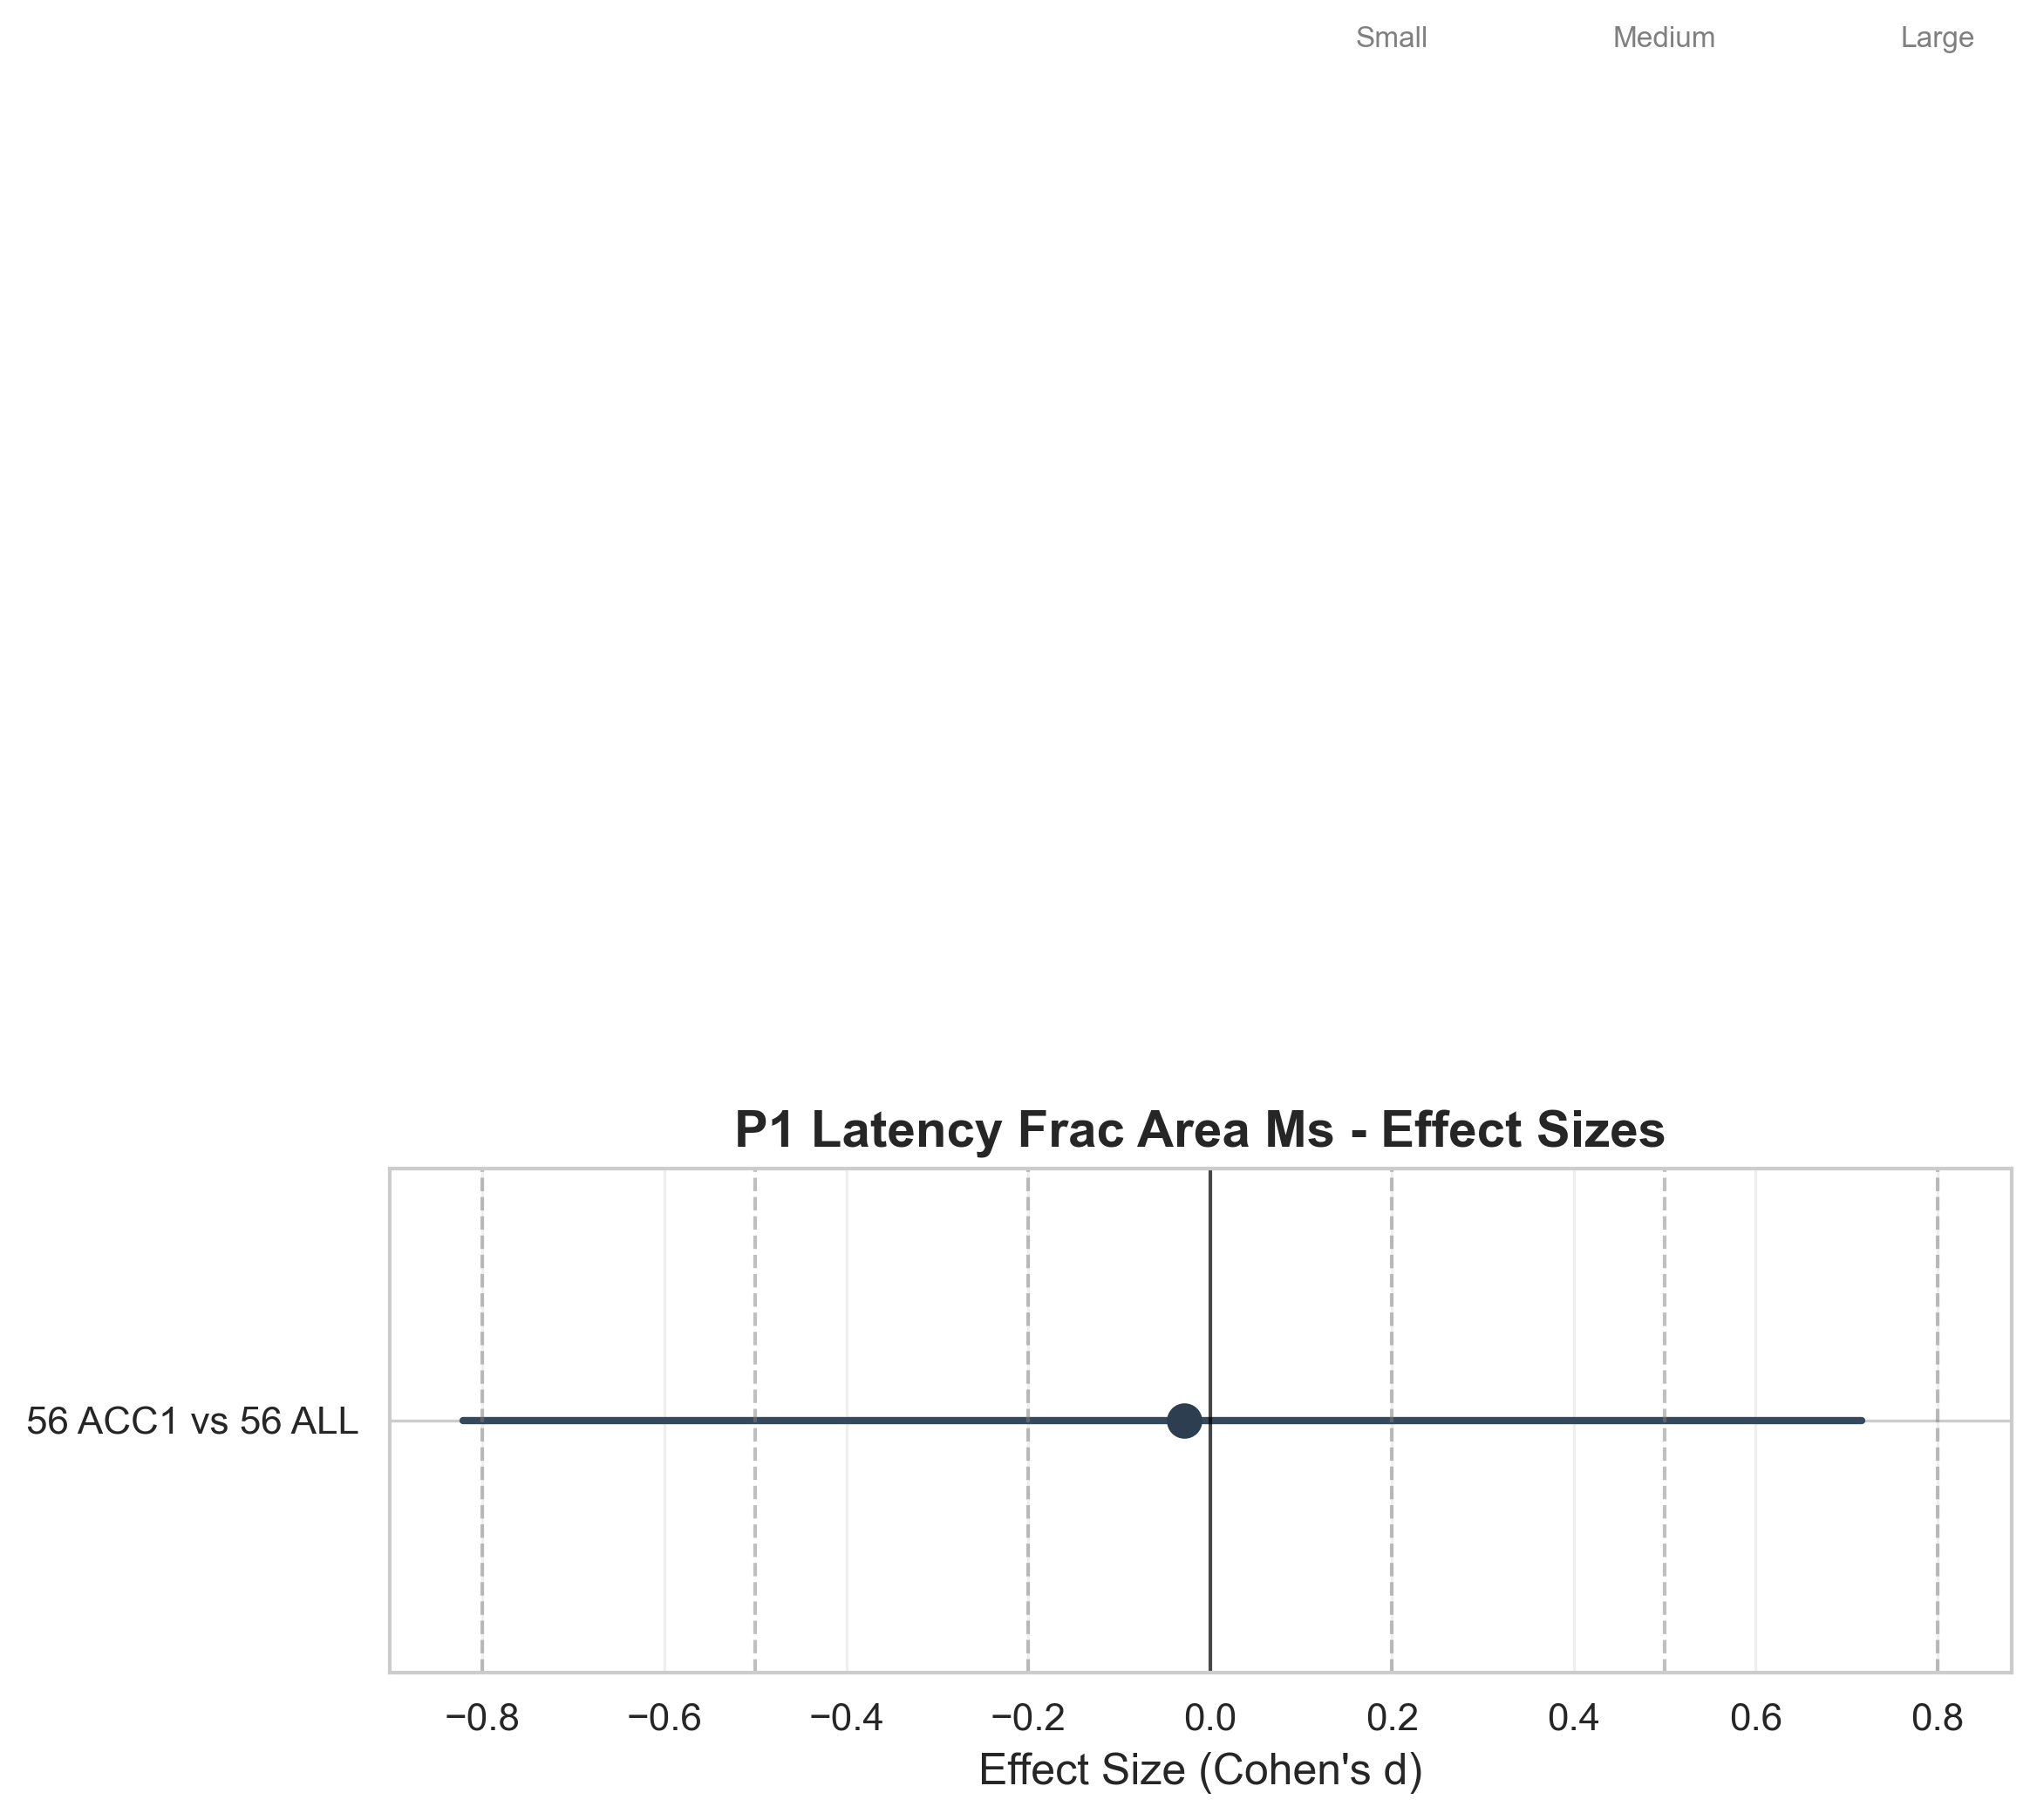 Small Medium Large
P1 Latency Frac Area Ms - Effect Sizes
56 ACC1 vs 56 ALL
−0.8 −0.6 −0.4 −0.2 0.0 0.2 0.4 0.6 0.8
Effect Size (Cohen's d)